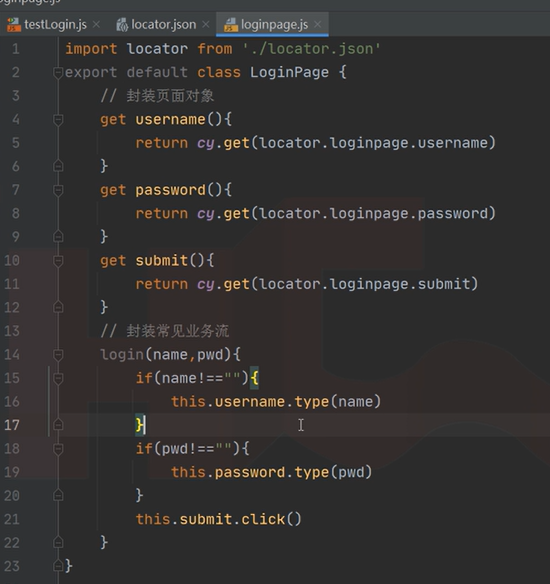 loginpage.js
testLogin.js
locator.json
loginpage.js
1 import locator from './locator.json'
2 export default class LoginPage {
3 // 封装页面对象
4 get username(){
5 return cy.get(locator.loginpage.username)
6 }
7 get password(){
8 return cy.get(locator.loginpage.password)
9 }
10 get submit(){
11 return cy.get(locator.loginpage.submit)
12 }
13 // 封装常见业务流
14 login(name,pwd){
15 if(name!==""){
16 this.username.type(name)
17 }
18 if(pwd!==""){
19 this.password.type(pwd)
20 }
21 this.submit.click()
22 }
23 }